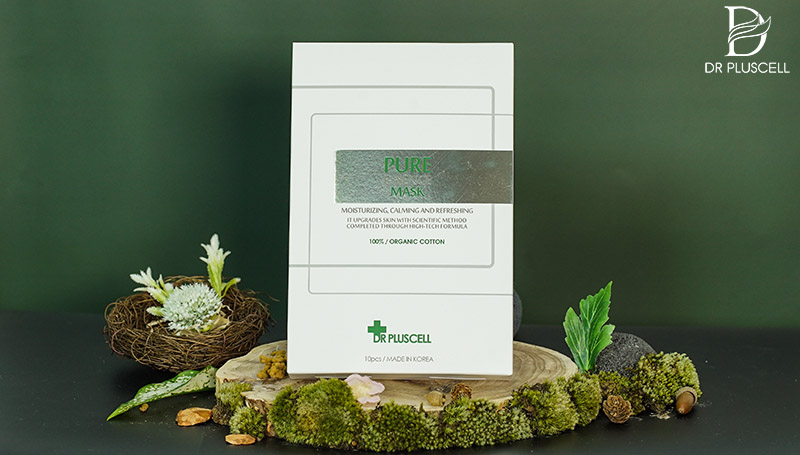 DR PLUSCELL
PURE
MASK
MOISTURIZING, CALMING AND REFRESHING
IT UPGRADES SKIN WITH SCIENTIFIC METHOD
COMPLETED THROUGH HIGH-TECH FORMULA
100% / ORGANIC COTTON
DR PLUSCELL
10pcs / MADE IN KOREA